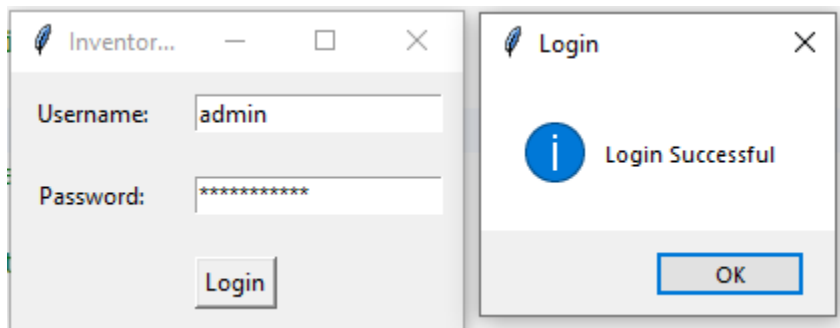 Inventor...
Username:
admin
Password:
***********
Login
Login
Login Successful
OK